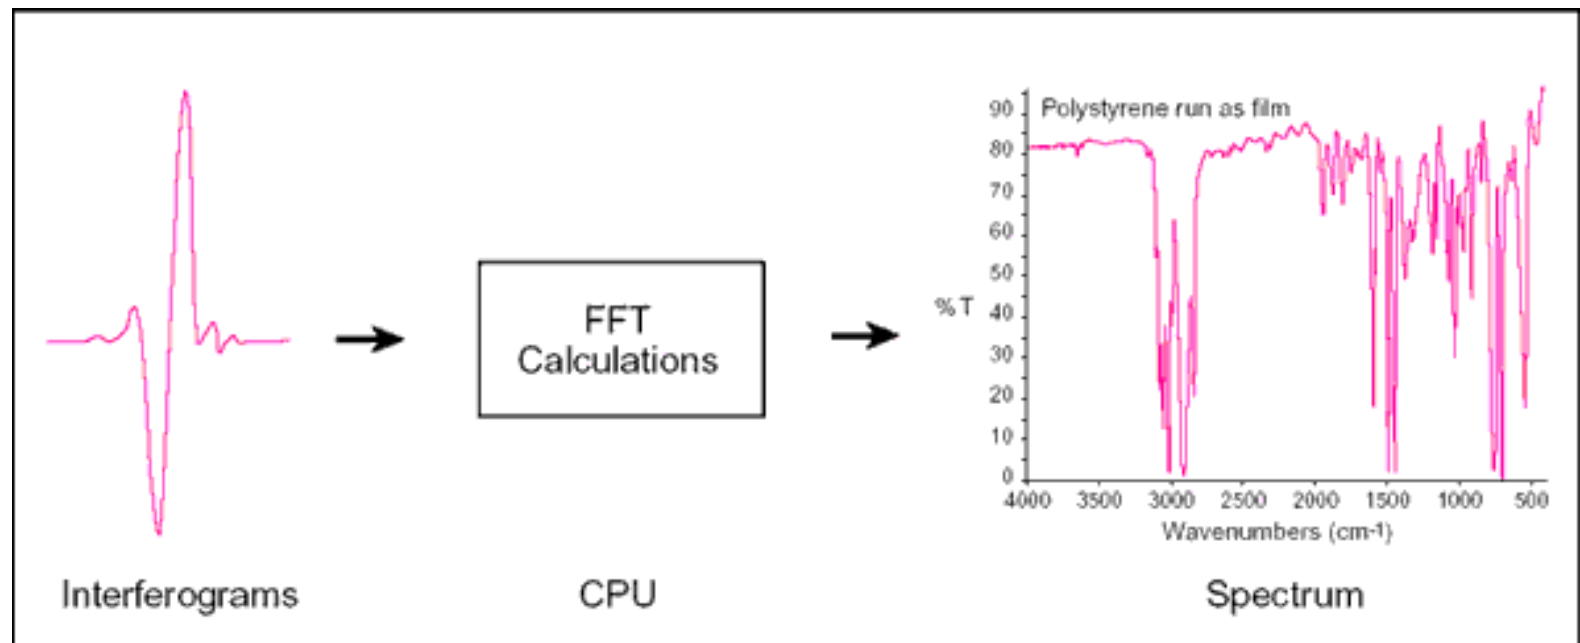 Interferograms
FFT
Calculations
CPU
Polystyrene run as film
%T
90
80
70
60
50
40
30
20
10
0
4000 3500 3000 2500 2000 1500 1000 500
Wavenumbers (cm-1)
Spectrum